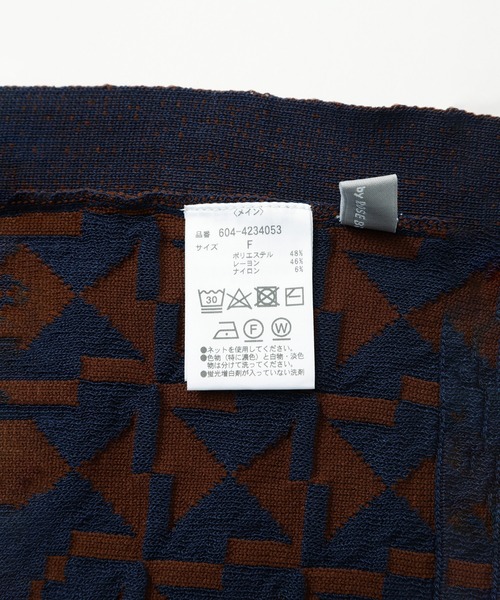 〈メイン〉
品番 604-4234053
サイズ F
ポリエステル 48%
レーヨン 46%
ナイロン 6%
30
F W
●ネットを使用してください。
●色物（特に濃色）と白物・淡色
物は分けて洗ってください。
●蛍光増白剤が入っていない洗剤
by RISE B